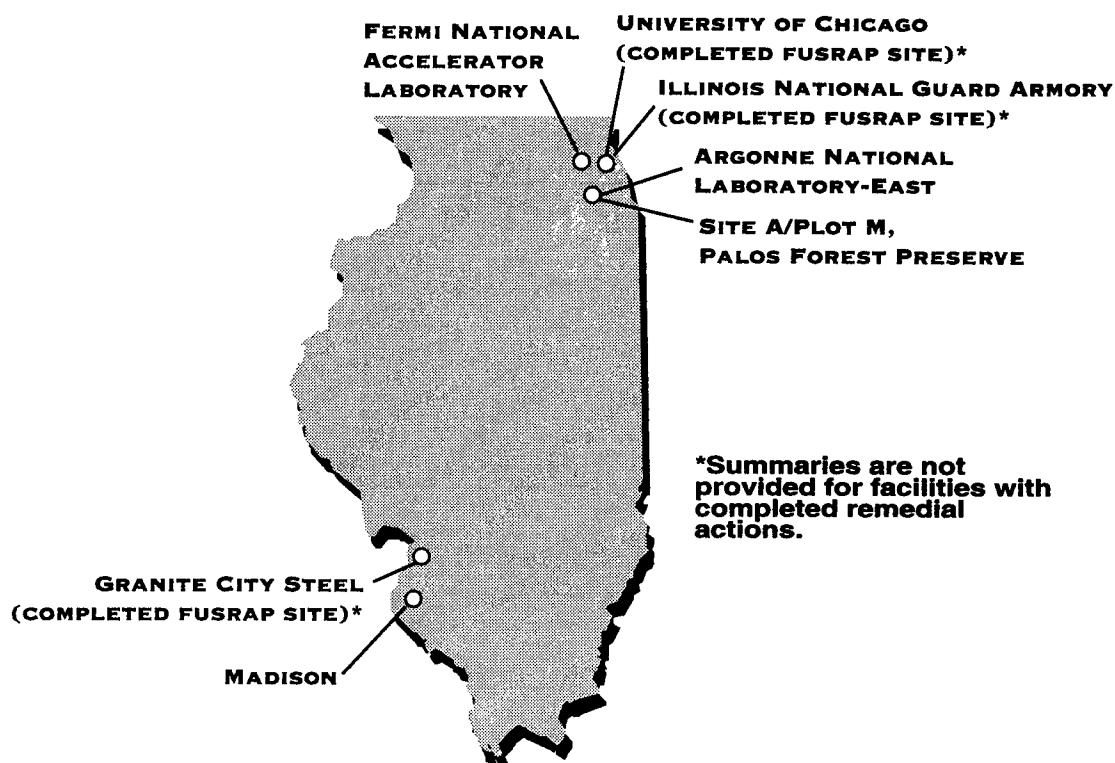 FERMI NATIONAL
ACCELERATOR
LABORATORY
UNIVERSITY OF CHICAGO
(COMPLETED FUSRAP SITE)*
ILLINOIS NATIONAL GUARD ARMORY
(COMPLETED FUSRAP SITE)*
ARGONNE NATIONAL
LABORATORY-EAST
SITE A/PLOT M,
PALOS FOREST PRESERVE
*Summaries are not
provided for facilities with
completed remedial
actions.
GRANITE CITY STEEL
(COMPLETED FUSRAP SITE)*
MADISON